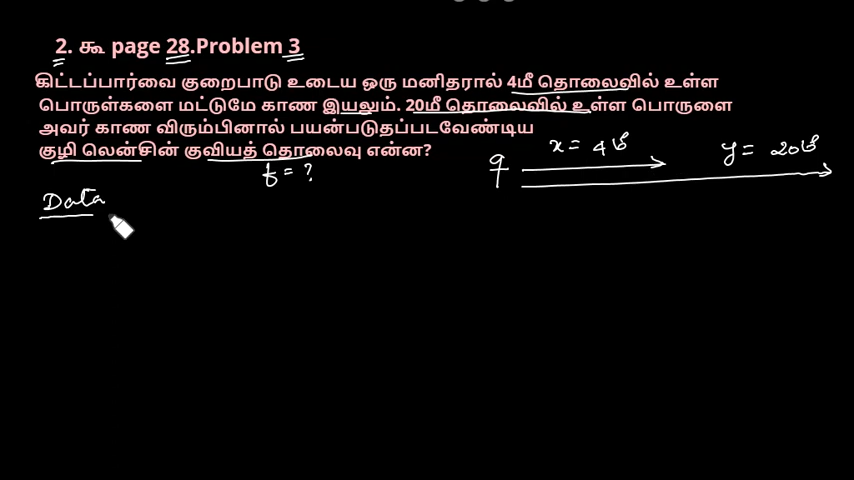 2. கூ page 28.Problem 3
கிட்டப்பார்வை குறைபாடு உடைய ஒரு மனிதரால் 4மீ தொலைவில் உள்ள
பொருள்களை மட்டுமே காண இயலும். 20மீ தொலைவில் உள்ள பொருளை
அவர் காண விரும்பினால் பயன்படுதப்படவேண்டிய
குழி லென்சின் குவியத் தொலைவு என்ன?
x = 4மீ
y = 20மீ
f = ?
Data